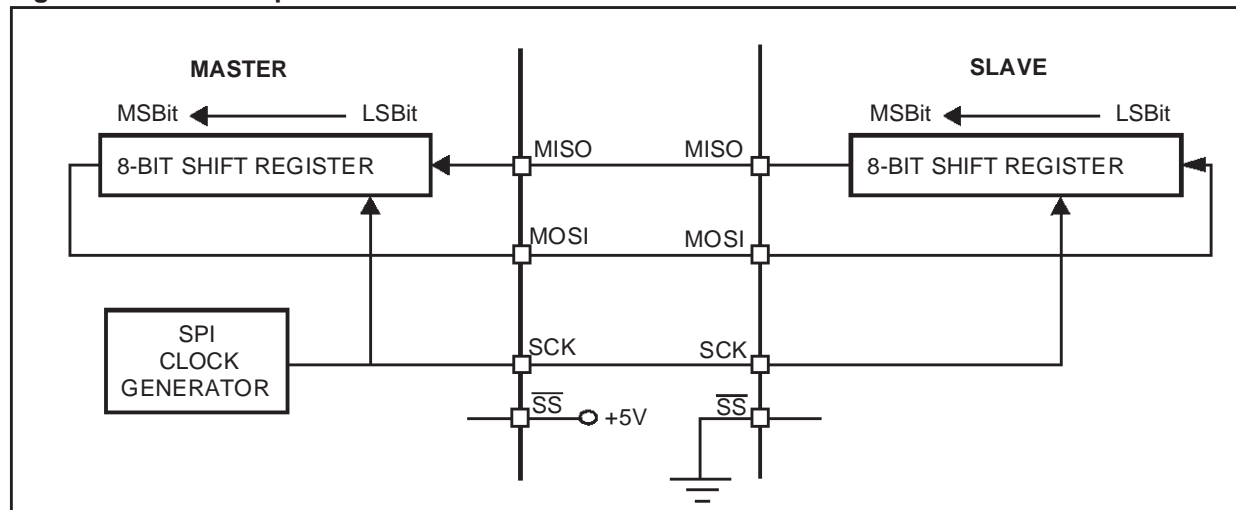 MASTER
SLAVE
MSBit LSBit
MSBit LSBit
8-BIT SHIFT REGISTER
MISO MISO
8-BIT SHIFT REGISTER
MOSI MOSI
SPI
CLOCK
GENERATOR
SCK SCK
SS +5V SS